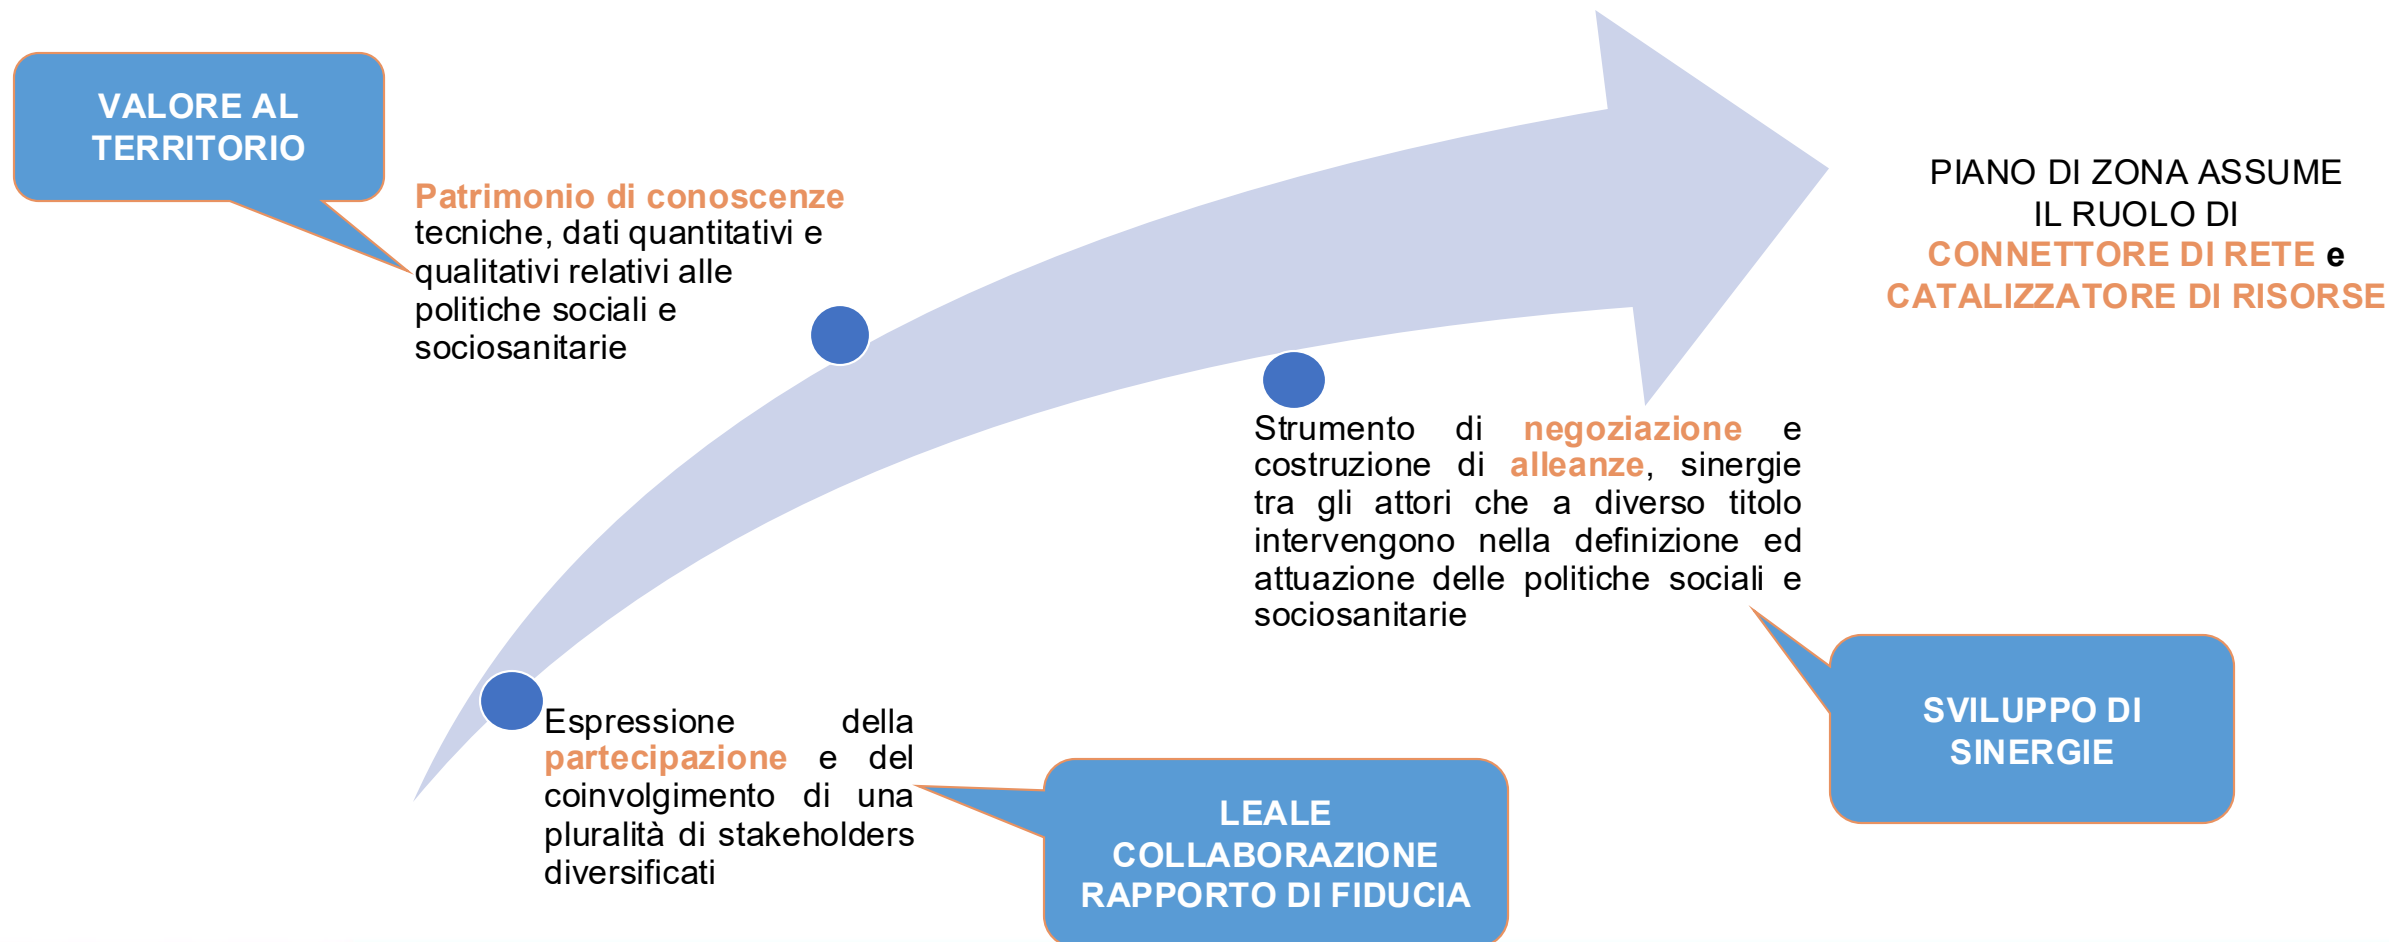 VALORE AL
TERRITORIO
Patrimonio di conoscenze
tecniche, dati quantitativi e
qualitativi relativi alle
politiche sociali e
sociosanitarie
PIANO DI ZONA ASSUME
IL RUOLO DI
CONNETTORE DI RETE e
CATALIZZATORE DI RISORSE
Strumento di negoziazione e
costruzione di alleanze, sinergie
tra gli attori che a diverso titolo
intervengono nella definizione ed
attuazione delle politiche sociali e
sociosanitarie
SVILUPPO DI
SINERGIE
Espressione della
partecipazione e del
coinvolgimento di una
pluralità di stakeholders
diversificati
LEALE
COLLABORAZIONE
RAPPORTO DI FIDUCIA